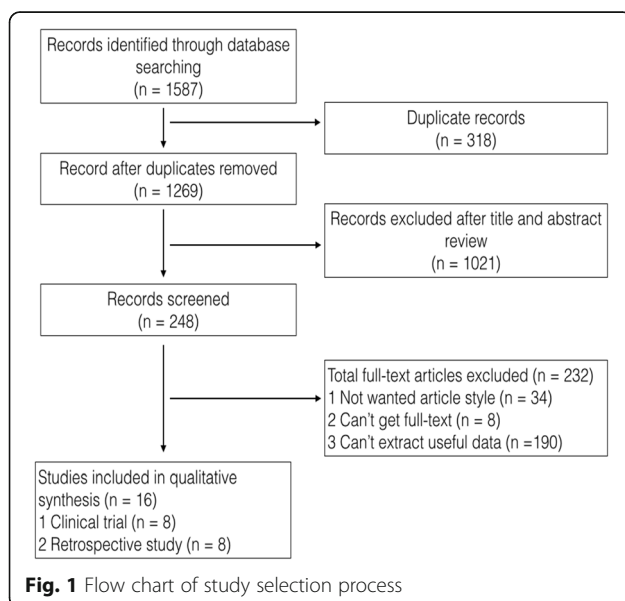 Records identified through database
searching
(n = 1587)
Duplicate records
(n = 318)
Record after duplicates removed
(n = 1269)
Records excluded after title and abstract
review
(n = 1021)
Records screened
(n = 248)
Total full-text articles excluded (n = 232)
1 Not wanted article style (n = 34)
2 Can't get full-text (n = 8)
3 Can't extract useful data (n =190)
Studies included in qualitative
synthesis (n = 16)
1 Clinical trial (n = 8)
2 Retrospective study (n = 8)
Fig. 1 Flow chart of study selection process